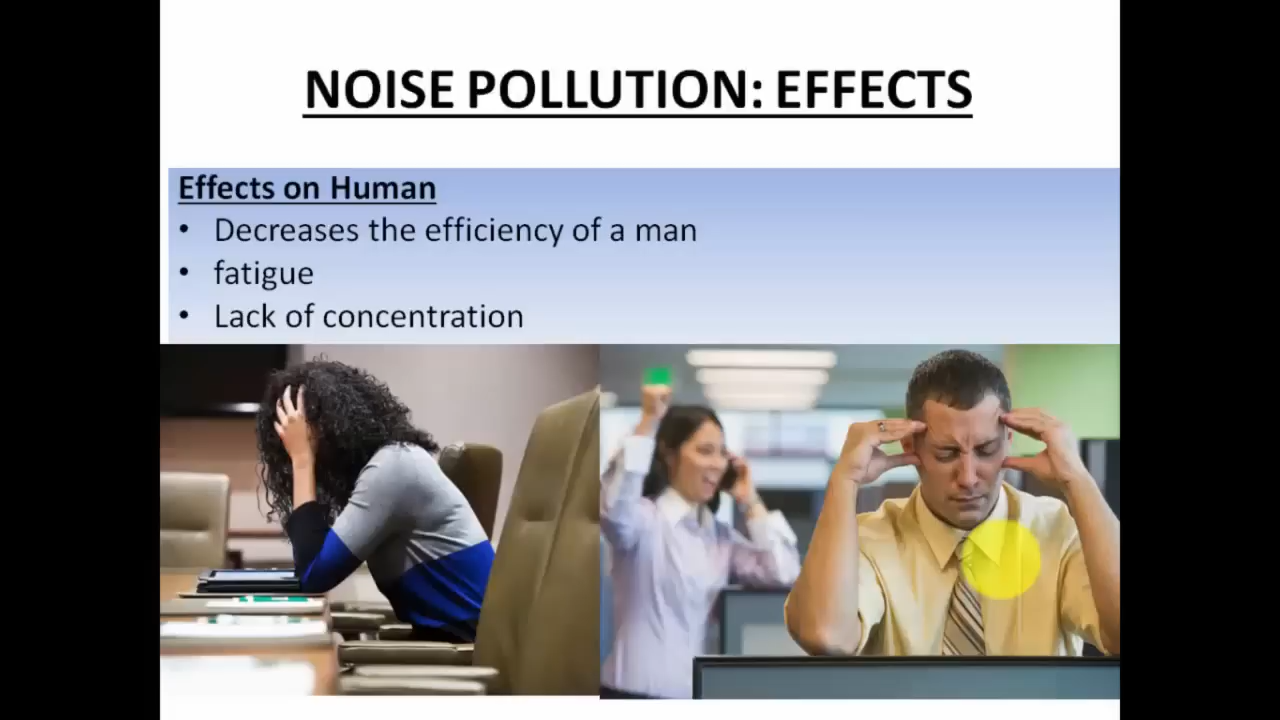 NOISE POLLUTION: EFFECTS
Effects on Human
• Decreases the efficiency of a man
• fatigue
• Lack of concentration